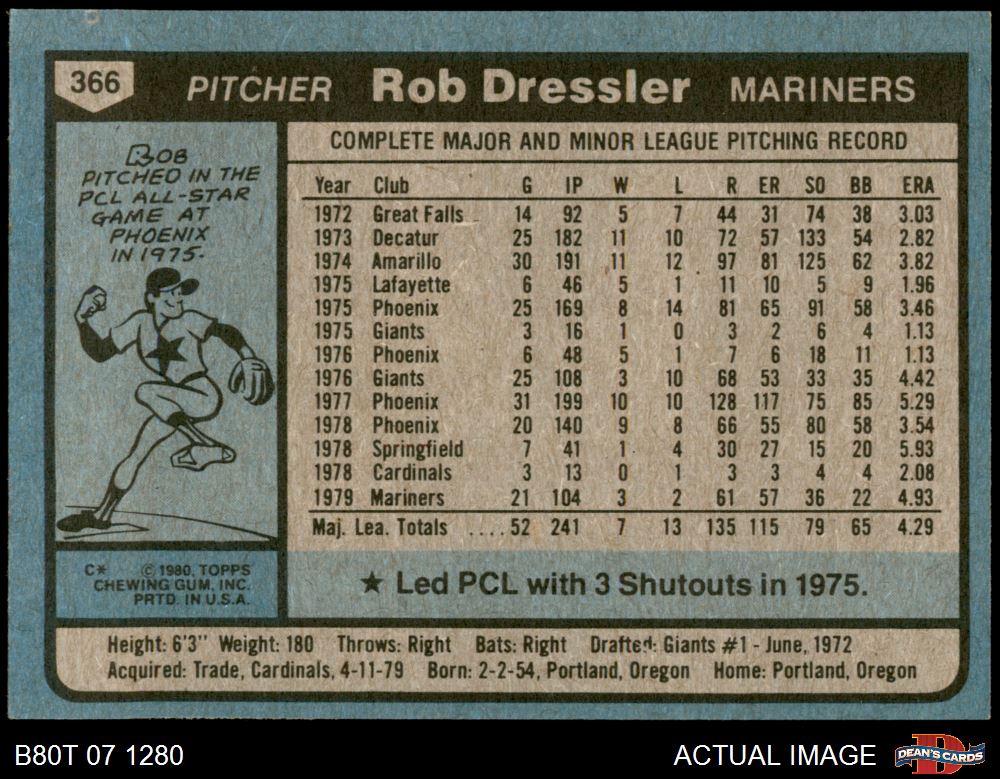 366 PITCHER Rob Dressler MARINERS
ROB
PITCHED IN THE
PCL ALL-STAR
GAME AT
PHOENIX
IN 1975.
COMPLETE MAJOR AND MINOR LEAGUE PITCHING RECORD
Year Club G IP W L R ER SO BB ERA
1972 Great Falls 14 92 5 7 44 31 74 38 3.03
1973 Decatur 25 182 11 10 72 57 133 54 2.82
1974 Amarillo 30 191 11 12 97 81 125 62 3.82
1975 Lafayette 6 46 5 1 11 10 5 9 1.96
1975 Phoenix 25 169 8 14 81 65 91 58 3.46
1975 Giants 3 16 1 0 3 2 6 4 1.13
1976 Phoenix 6 48 5 1 7 6 18 11 1.13
1976 Giants 25 108 3 10 68 53 33 35 4.42
1977 Phoenix 31 199 10 10 128 117 75 85 5.29
1978 Phoenix 20 140 9 8 66 55 80 58 3.54
1978 Springfield 7 41 1 4 30 27 15 20 5.93
1978 Cardinals 3 13 0 1 3 3 4 4 2.08
1979 Mariners 21 104 3 2 61 57 36 22 4.93
Maj. Lea. Totals ....52 241 7 13 135 115 79 65 4.29
C* © 1980, TOPPS
CHEWING GUM, INC.
PRTD. IN U.S.A.
★ Led PCL with 3 Shutouts in 1975.
Height: 6'3" Weight: 180 Throws: Right Bats: Right Drafted: Giants #1 - June, 1972
Acquired: Trade, Cardinals, 4-11-79 Born: 2-2-54, Portland, Oregon Home: Portland, Oregon
B80T 07 1280 ACTUAL IMAGE DEAN'S CARDS